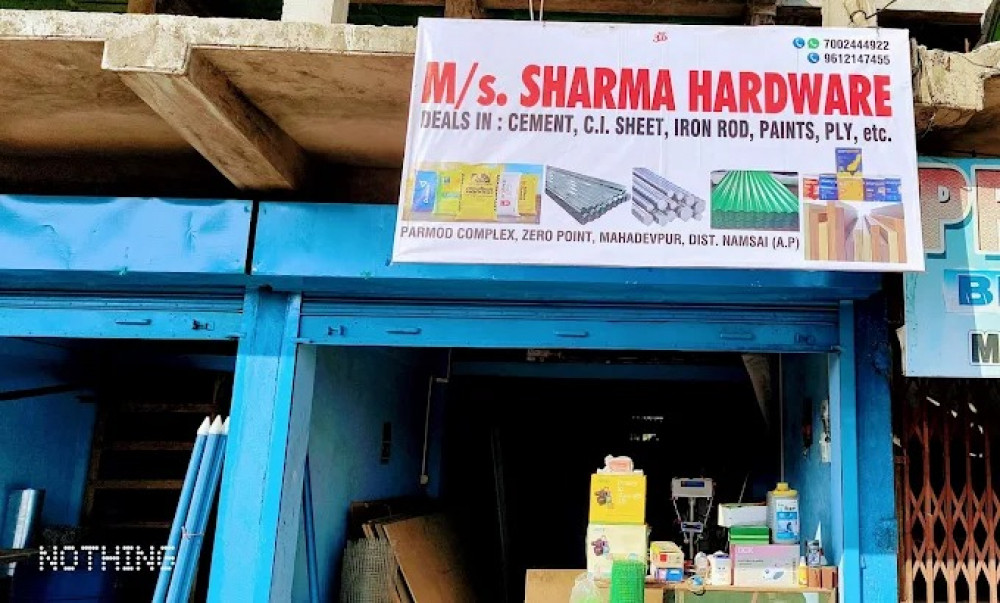 ॐ
7002444922
9612147455
M/s. SHARMA HARDWARE
DEALS IN : CEMENT, C.I. SHEET, IRON ROD, PAINTS, PLY, etc.
PARMOD COMPLEX, ZERO POINT, MAHADEVPUR, DIST. NAMSAI (A.P)
D
P
B
M
NOTHING